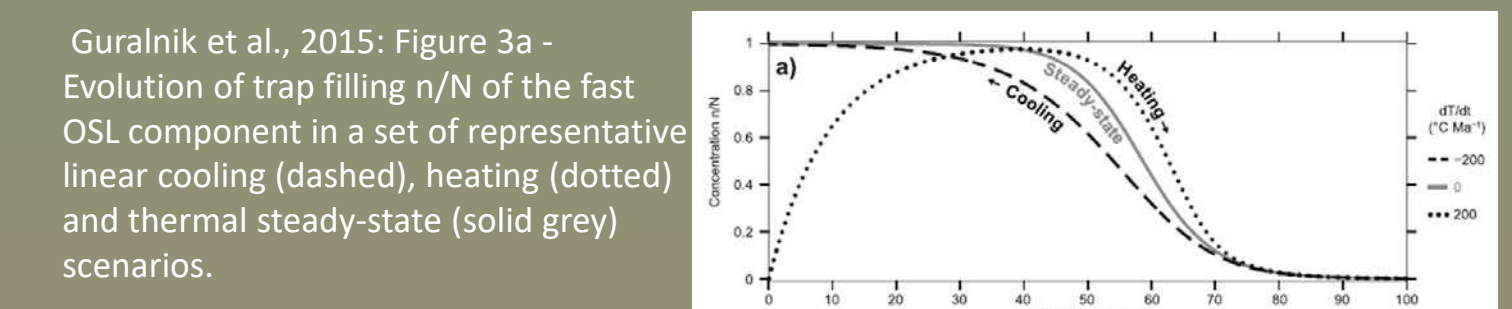 Guralnik et al., 2015: Figure 3a -
Evolution of trap filling n/N of the fast
OSL component in a set of representative
linear cooling (dashed), heating (dotted)
and thermal steady-state (solid grey)
scenarios.
a)
Concentration n/N
1
0.8
0.6
0.4
0.2
0
0 10 20 30 40 50 60 70 80 90 100
Cooling
Steady-state
Heating
dT/dt
(°C Ma⁻¹)
−200
0
200